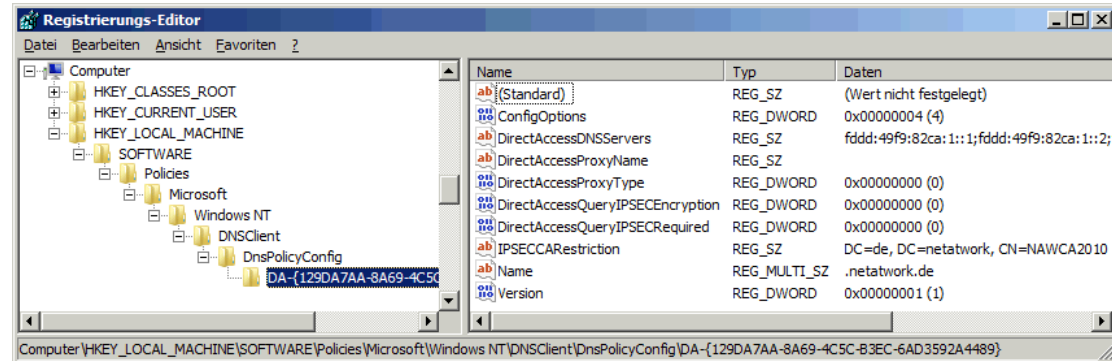 Registrierungs-Editor
Datei Bearbeiten Ansicht Favoriten ?
Computer
HKEY_CLASSES_ROOT
HKEY_CURRENT_USER
HKEY_LOCAL_MACHINE
SOFTWARE
Policies
Microsoft
Windows NT
DNSClient
DnsPolicyConfig
DA-{129DA7AA-8A69-4C5C
Name Typ Daten
(Standard) REG_SZ (Wert nicht festgelegt)
ConfigOptions REG_DWORD 0x00000004 (4)
DirectAccessDNSServers REG_SZ fddd:49f9:82ca:1::1;fddd:49f9:82ca:1::2;
DirectAccessProxyName REG_SZ
DirectAccessProxyType REG_DWORD 0x00000000 (0)
DirectAccessQueryIPSECEncryption REG_DWORD 0x00000000 (0)
DirectAccessQueryIPSECRequired REG_DWORD 0x00000000 (0)
IPSECCARestriction REG_SZ DC=de, DC=netatwork, CN=NAWCA2010
Name REG_MULTI_SZ .netatwork.de
Version REG_DWORD 0x00000001 (1)
Computer\HKEY_LOCAL_MACHINE\SOFTWARE\Policies\Microsoft\Windows NT\DNSClient\DnsPolicyConfig\DA-{129DA7AA-8A69-4C5C-B3EC-6AD3592A4489}